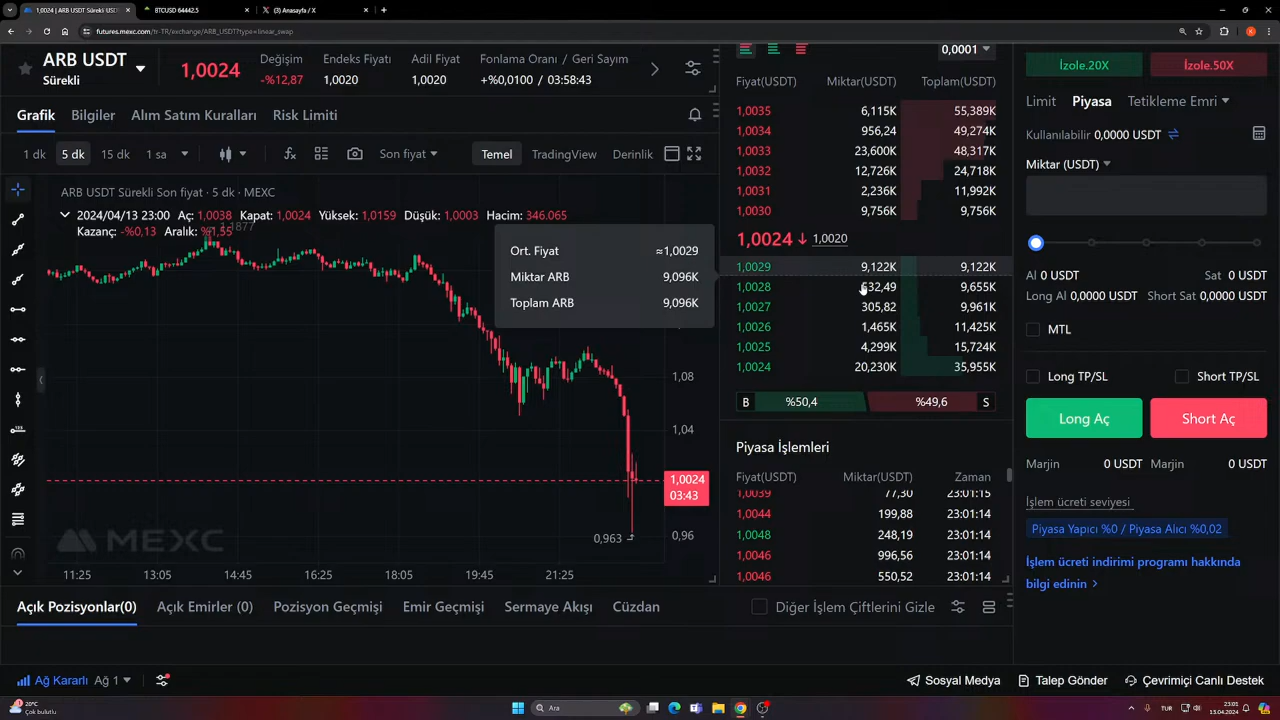 1,0024 | ARB USDT Sürekli USD
BTCUSD 64442.5
(3) Anasayfa / X
futures.mexc.com/tr-TR/exchange/ARB_USDT?type=linear_swap
ARB USDT
Sürekli
1,0024
Değişim
-%12,87
Endeks Fiyatı
1,0020
Adil Fiyat
1,0020
Fonlama Oranı / Geri Sayım
+%0,0100 / 03:58:43
Grafik Bilgiler Alım Satım Kuralları Risk Limiti
1 dk 5 dk 15 dk 1 sa Son fiyat Temel TradingView Derinlik
ARB USDT Sürekli Son fiyat · 5 dk · MEXC
2024/04/13 23:00 Aç: 1,0038 Kapat: 1,0024 Yüksek: 1,0159 Düşük: 1,0003 Hacim: 346.065
Kazanç: -%0,13 Aralık: %1,55
Ort. Fiyat ≈1,0029
Miktar ARB 9,096K
Toplam ARB 9,096K
1,08
1,04
1,0024
03:43
0,963
0,96
MEXC
11:25 13:05 14:45 16:25 18:05 19:45 21:25
0,0001
Fiyat(USDT) Miktar(USDT) Toplam(USDT)
1,0035 6,115K 55,389K
1,0034 956,24 49,274K
1,0033 23,600K 48,317K
1,0032 12,726K 24,718K
1,0031 2,236K 11,992K
1,0030 9,756K 9,756K
1,0024 1,0020
1,0029 9,122K 9,122K
1,0028 532,49 9,655K
1,0027 305,82 9,961K
1,0026 1,465K 11,425K
1,0025 4,299K 15,724K
1,0024 20,230K 35,955K
B %50,4 %49,6 S
Piyasa İşlemleri
Fiyat(USDT) Miktar(USDT) Zaman
1,0039 77,30 23:01:15
1,0044 199,88 23:01:14
1,0048 248,19 23:01:14
1,0046 996,56 23:01:14
1,0046 550,52 23:01:14
İzole.20X İzole.50X
Limit Piyasa Tetikleme Emri
Kullanılabilir 0,0000 USDT
Miktar (USDT)
Al 0 USDT Sat 0 USDT
Long Al 0,0000 USDT Short Sat 0,0000 USDT
MTL
Long TP/SL Short TP/SL
Long Aç Short Aç
Marjin 0 USDT Marjin 0 USDT
İşlem ücreti seviyesi
Piyasa Yapıcı %0 / Piyasa Alıcı %0,02
İşlem ücreti indirimi programı hakkında
bilgi edinin
Açık Pozisyonlar(0) Açık Emirler (0) Pozisyon Geçmişi Emir Geçmişi Sermaye Akışı Cüzdan Diğer İşlem Çiftlerini Gizle
Ağ Kararlı Ağ 1 Sosyal Medya Talep Gönder Çevrimiçi Canlı Destek
20°C
Çok bulutlu
Ara
TUR
23:01
13.04.2024